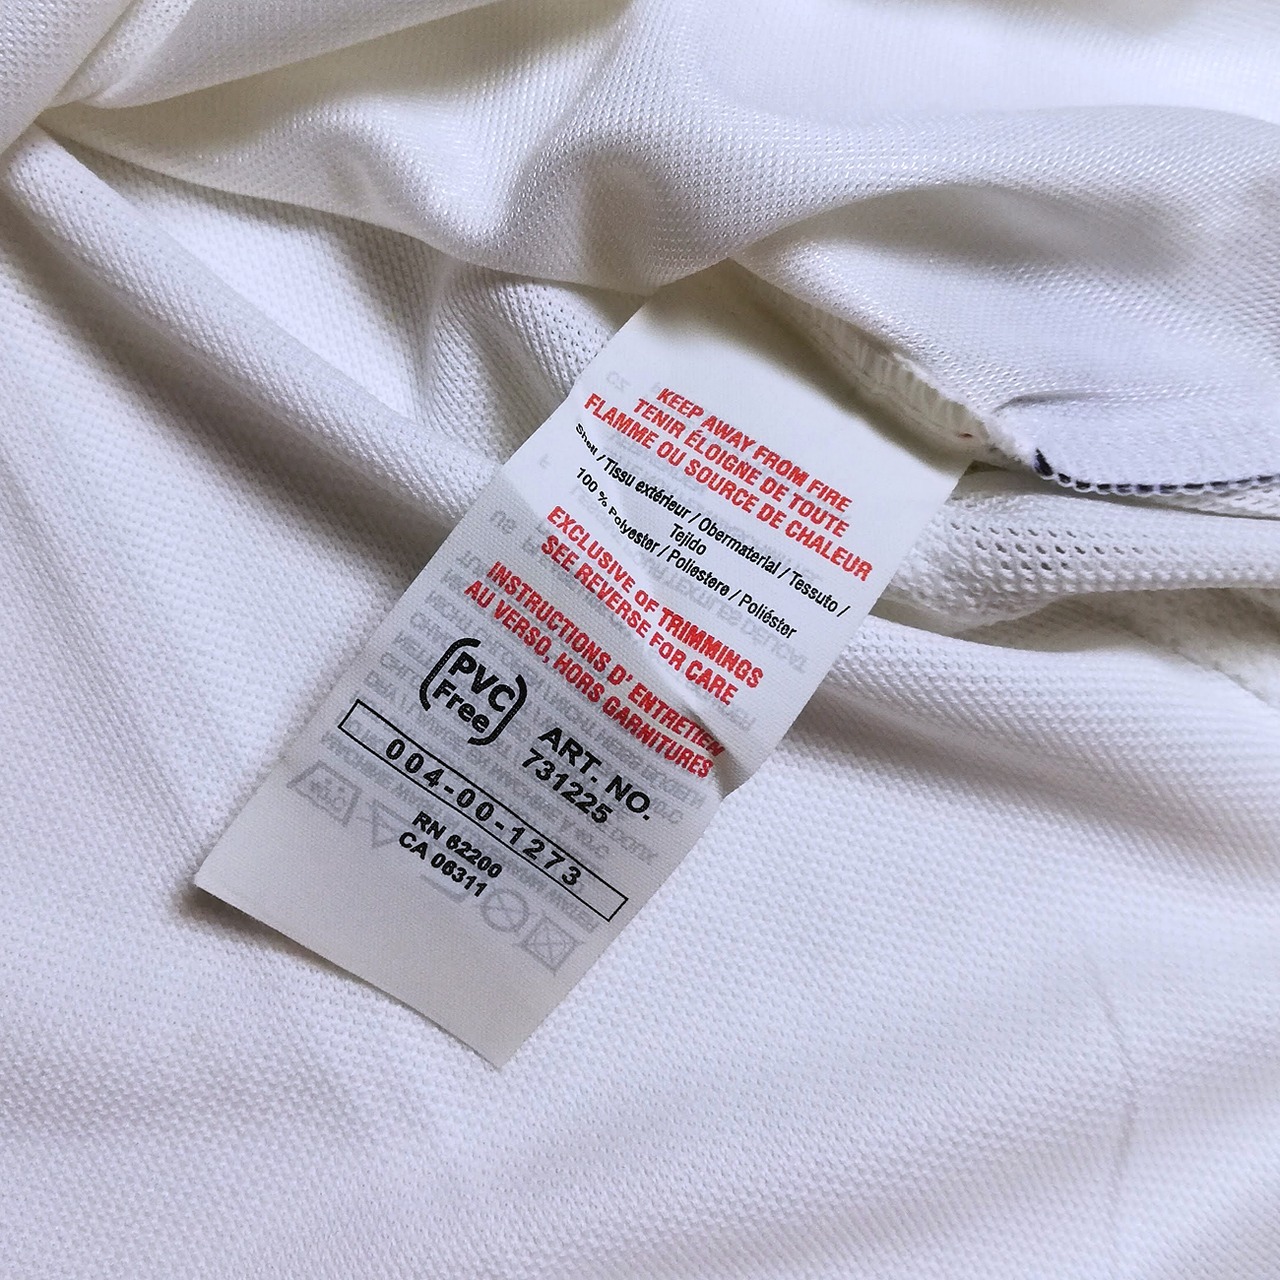 KEEP AWAY FROM FIRE
TENIR ÉLOIGNE DE TOUTE
FLAMME OU SOURCE DE CHALEUR
Shell / Tissu extérieur / Obermaterial / Tessuto /
Tejido
100 % Polyester / Poliestere / Poliéster
EXCLUSIVE OF TRIMMINGS
SEE REVERSE FOR CARE
INSTRUCTIONS D' ENTRETIEN
AU VERSO, HORS GARNITURES
PVC
Free
ART. NO.
731225
004-00-1273
RN 62200
CA 06311